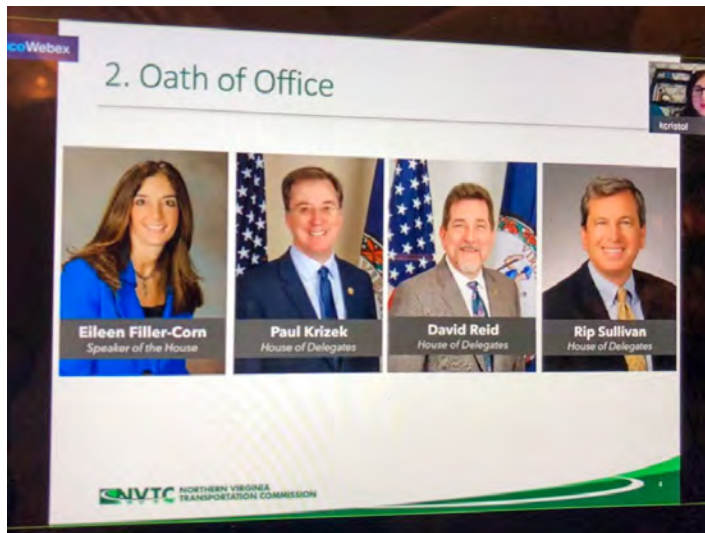 coWebex
2. Oath of Office
kcristol
Eileen Filler-Corn
Speaker of the House
Paul Krizek
House of Delegates
David Reid
House of Delegates
Rip Sullivan
House of Delegates
NVTC
NORTHERN VIRGINIA
TRANSPORTATION COMMISSION
4